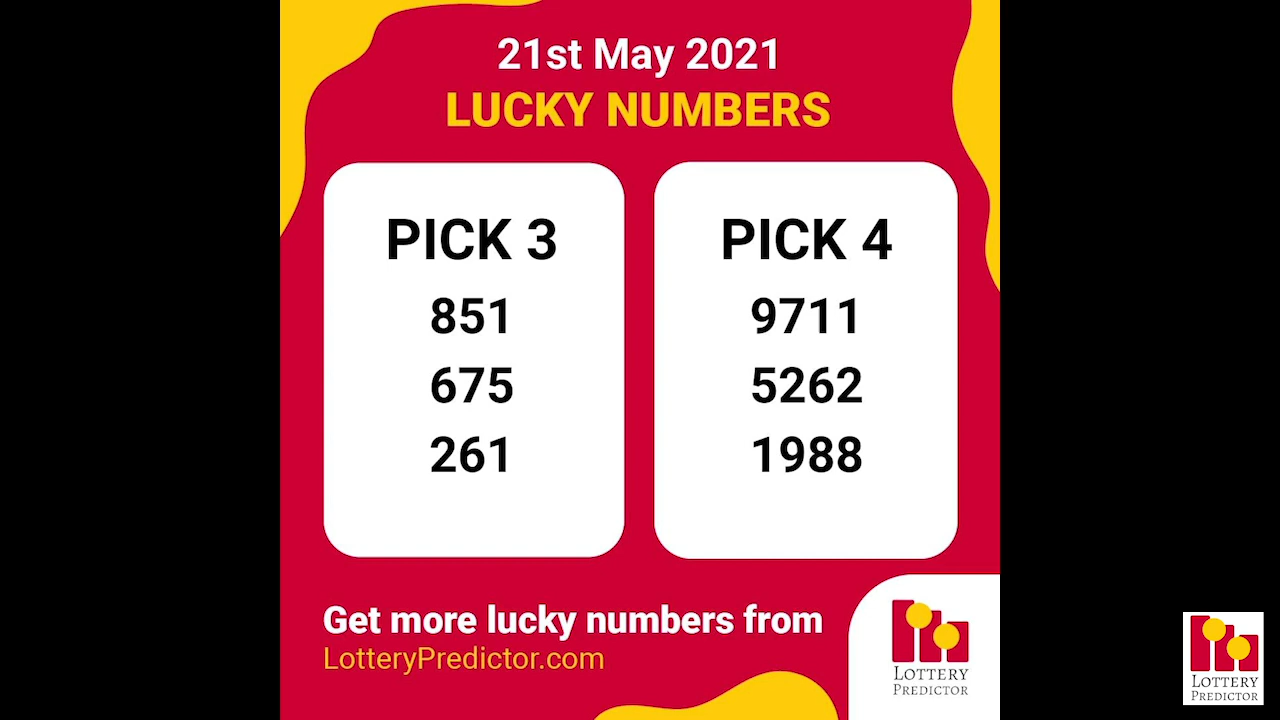 21st May 2021
LUCKY NUMBERS
PICK 3
851
675
261
PICK 4
9711
5262
1988
Get more lucky numbers from
LotteryPredictor.com
LOTTERY
PREDICTOR
LOTTERY
PREDICTOR